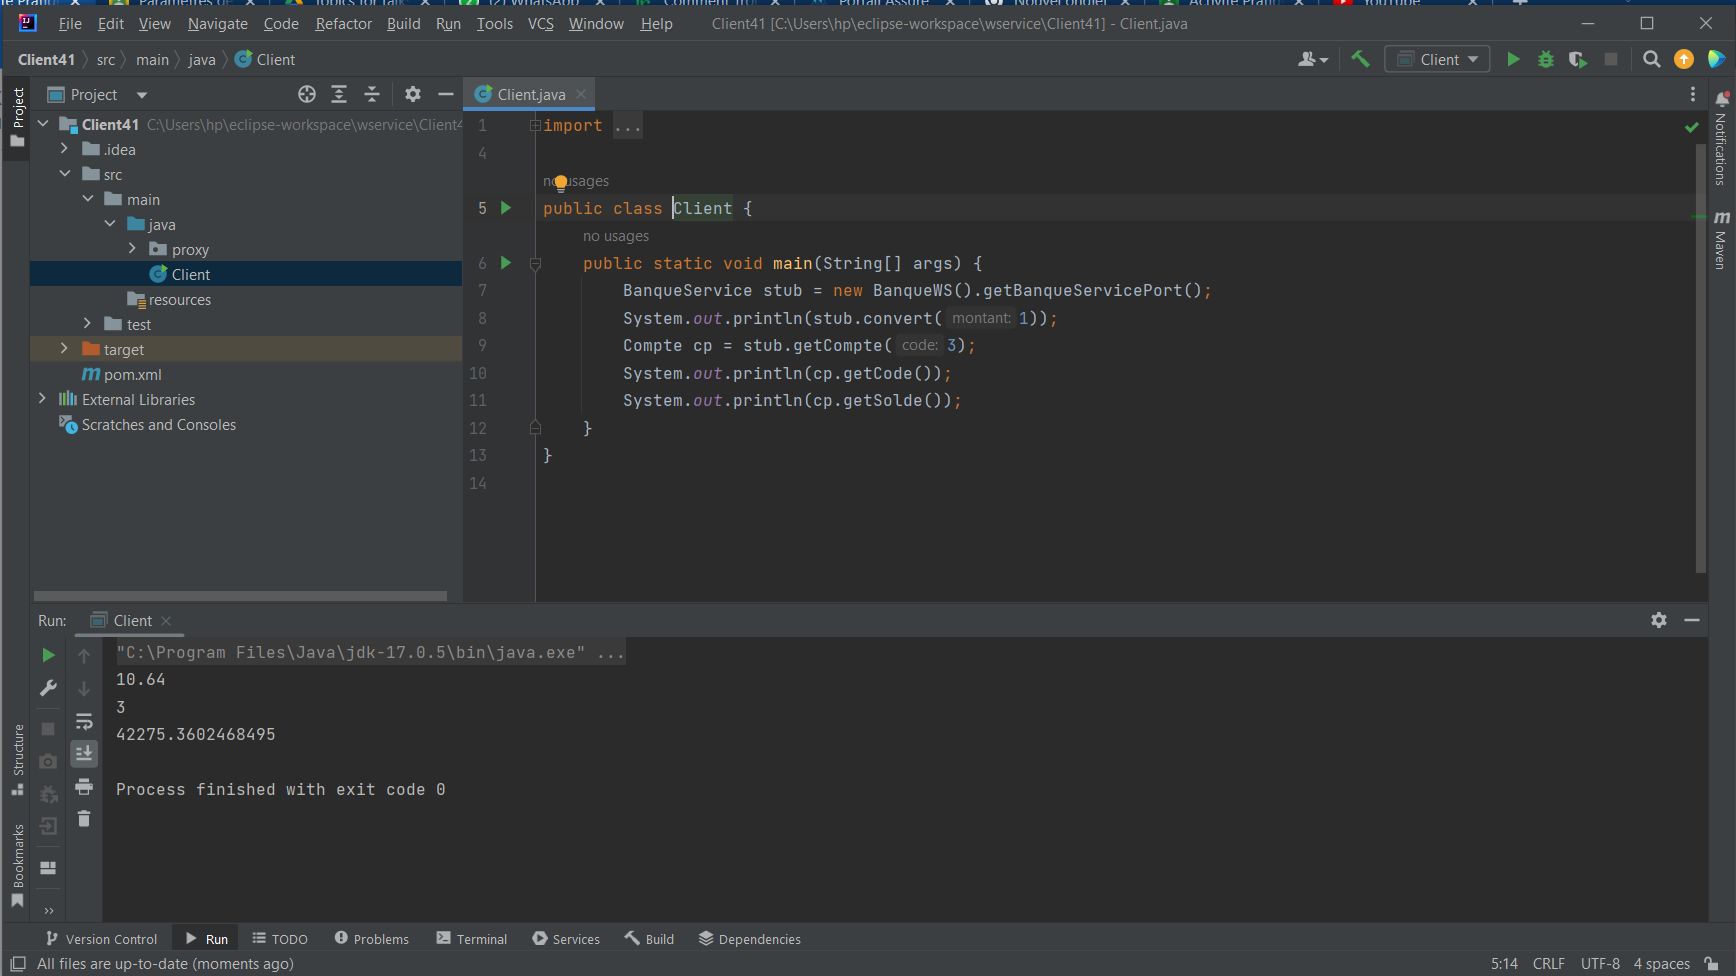 File Edit View Navigate Code Refactor Build Run Tools VCS Window Help Client41 [C:\Users\hp\eclipse-workspace\wservice\Client41] - Client.java
Client41 src main java Client
Client
Project
Project
Client.java
Notifications
Maven
Client41 C:\Users\hp\eclipse-workspace\wservice\Client4
.idea
src
main
java
proxy
Client
resources
test
target
pom.xml
External Libraries
Scratches and Consoles
1 import ...
4
usages
5 public class Client {
no usages
6 public static void main(String[] args) {
7 BanqueService stub = new BanqueWS().getBanqueServicePort();
8 System.out.println(stub.convert( montant: 1));
9 Compte cp = stub.getCompte( code: 3);
10 System.out.println(cp.getCode());
11 System.out.println(cp.getSolde());
12 }
13 }
14
Run: Client
"C:\Program Files\Java\jdk-17.0.5\bin\java.exe" ...
10.64
3
42275.3602468495
Process finished with exit code 0
Structure
Bookmarks
Version Control Run TODO Problems Terminal Services Build Dependencies
All files are up-to-date (moments ago) 5:14 CRLF UTF-8 4 spaces